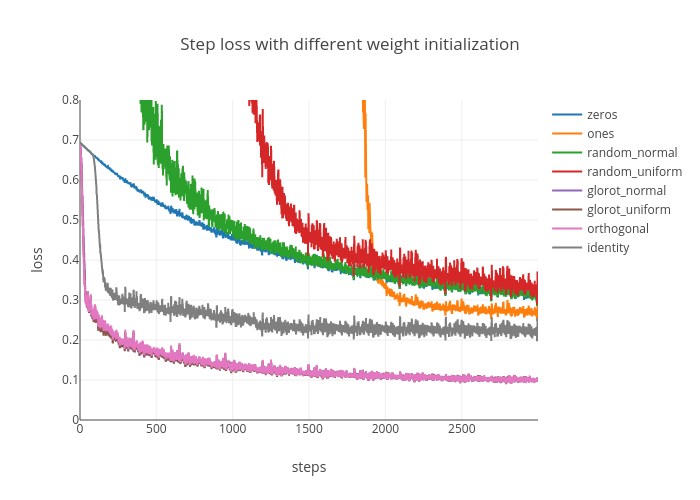 Step loss with different weight initialization
0.8
0.7
0.6
0.5
0.4
0.3
0.2
0.1
0
0
500
1000
1500
2000
2500
loss
steps
zeros
ones
random_normal
random_uniform
glorot_normal
glorot_uniform
orthogonal
identity